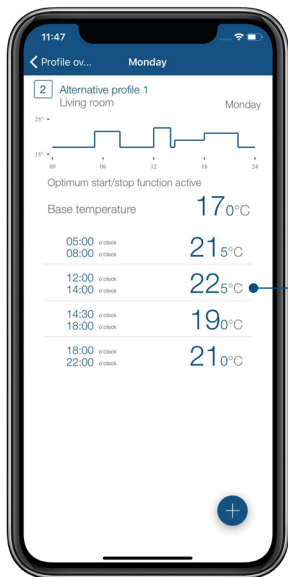 11:47
Profile ov... Monday
2 Alternative profile 1
Living room Monday
25°
15°
00 06 12 18 24
Optimum start/stop function active
Base temperature 17 0°C
05:00 o'clock
08:00 o'clock
21 5°C
12:00 o'clock
14:00 o'clock
22 5°C
14:30 o'clock
18:00 o'clock
19 0°C
18:00 o'clock
22:00 o'clock
21 0°C